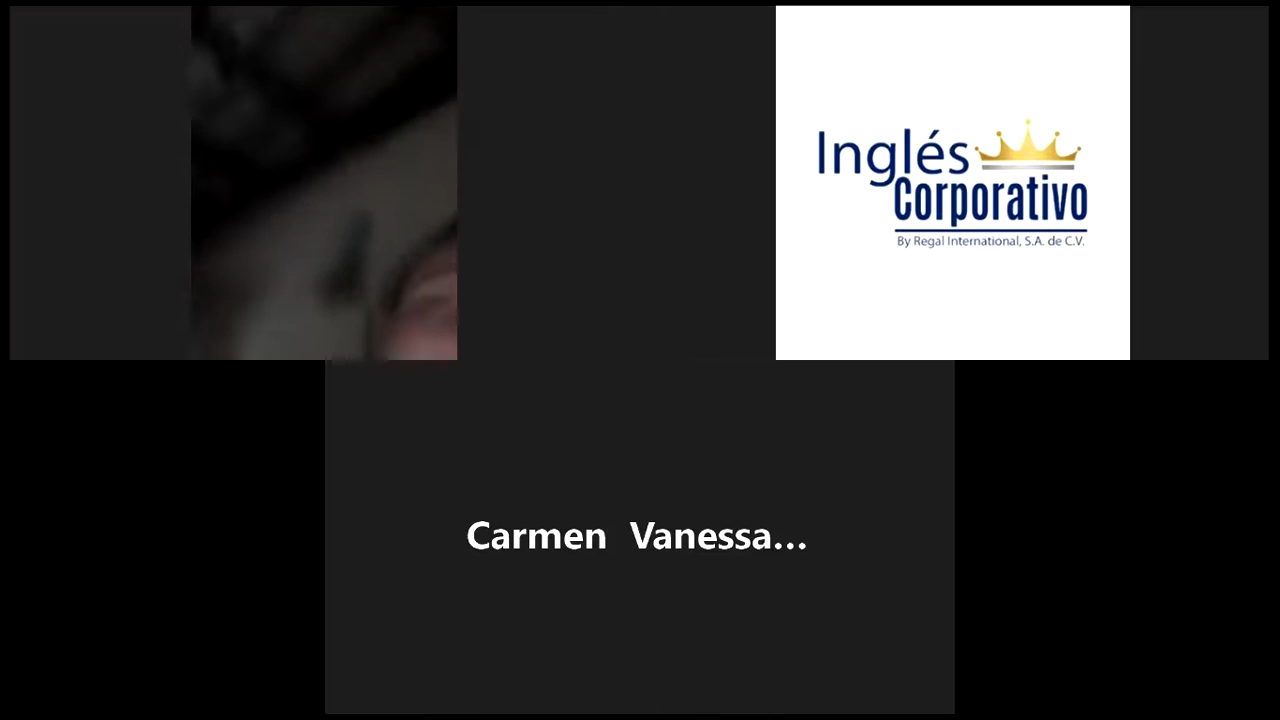 Inglés
Corporativo
By Regal International, S.A. de C.V.
Carmen Vanessa...